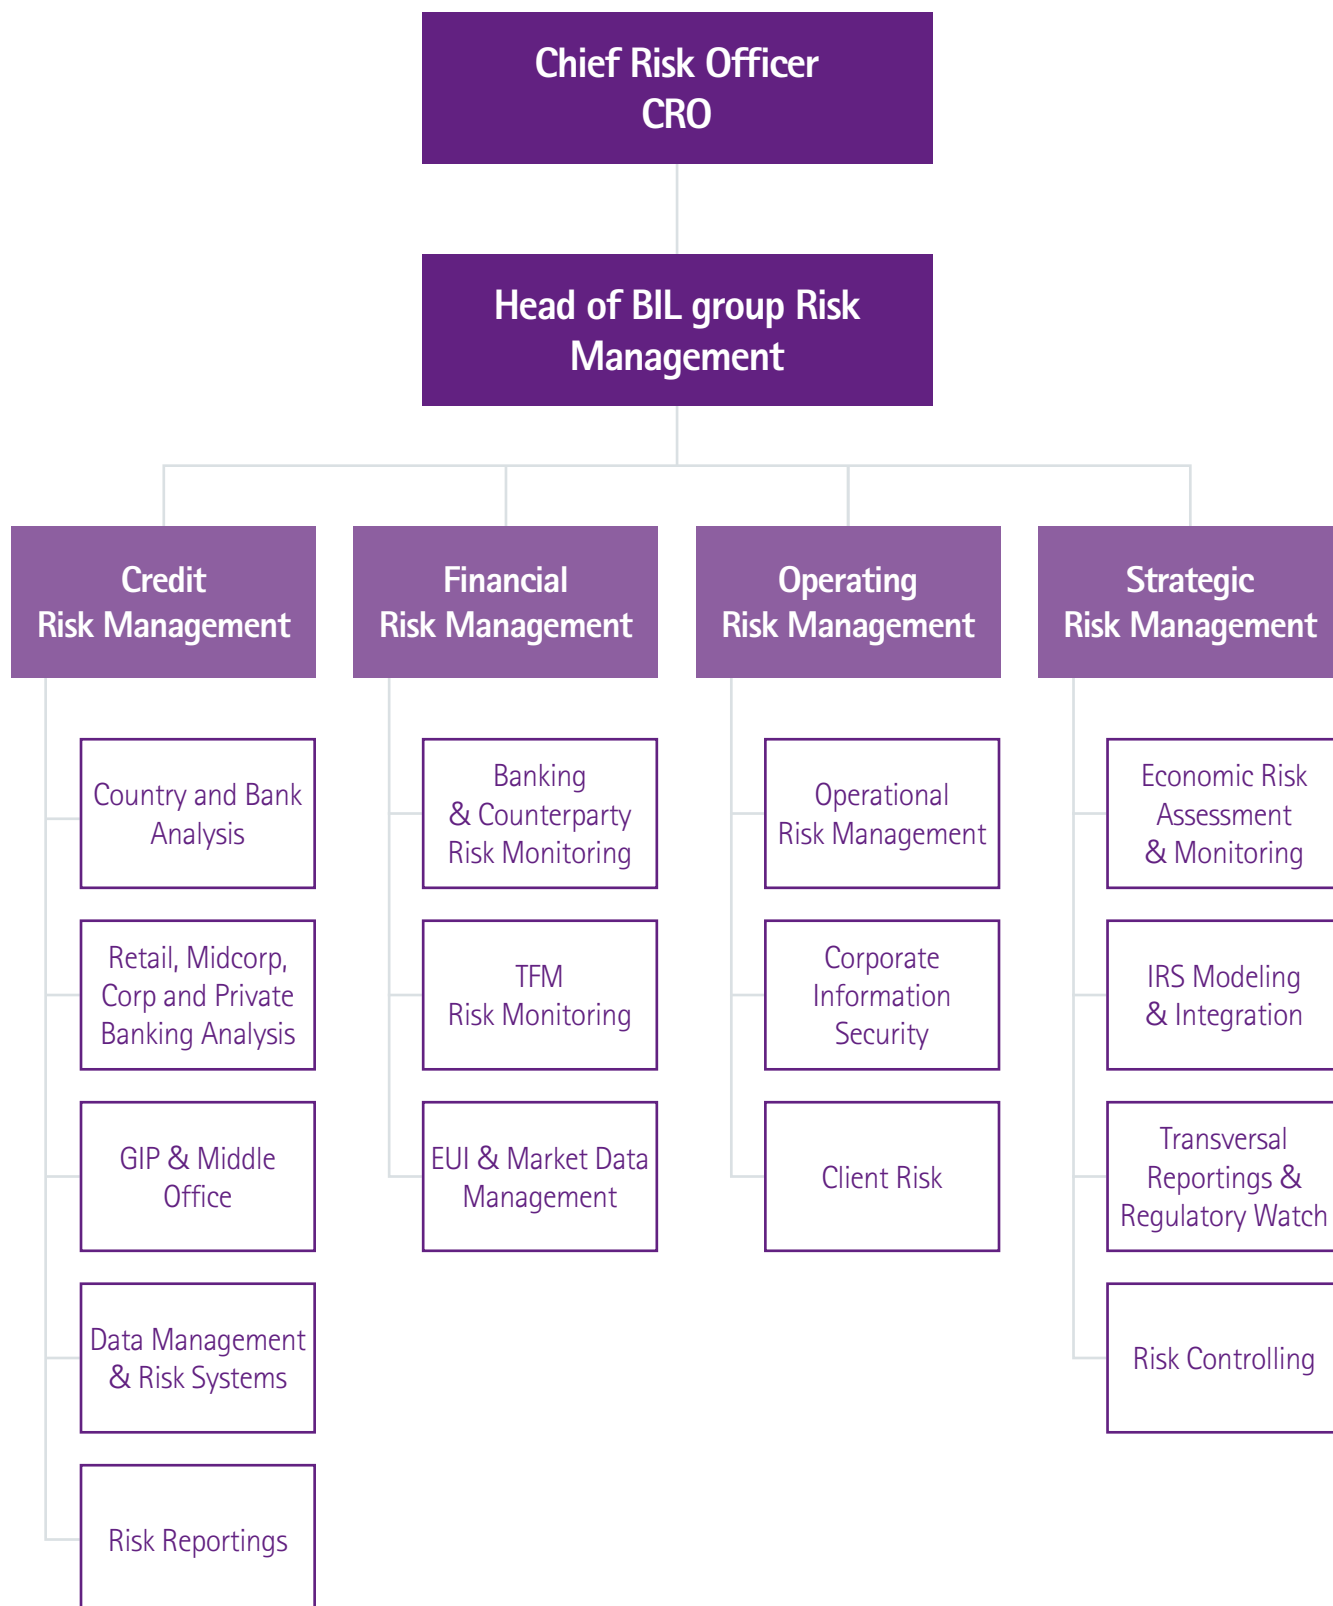 Chief Risk Officer
CRO
Head of BIL group Risk
Management
Credit
Risk Management
Financial
Risk Management
Operating
Risk Management
Strategic
Risk Management
Country and Bank
Analysis
Retail, Midcorp,
Corp and Private
Banking Analysis
GIP & Middle
Office
Data Management
& Risk Systems
Risk Reportings
Banking
& Counterparty
Risk Monitoring
TFM
Risk Monitoring
EUI & Market Data
Management
Operational
Risk Management
Corporate
Information
Security
Client Risk
Economic Risk
Assessment
& Monitoring
IRS Modeling
& Integration
Transversal
Reportings &
Regulatory Watch
Risk Controlling